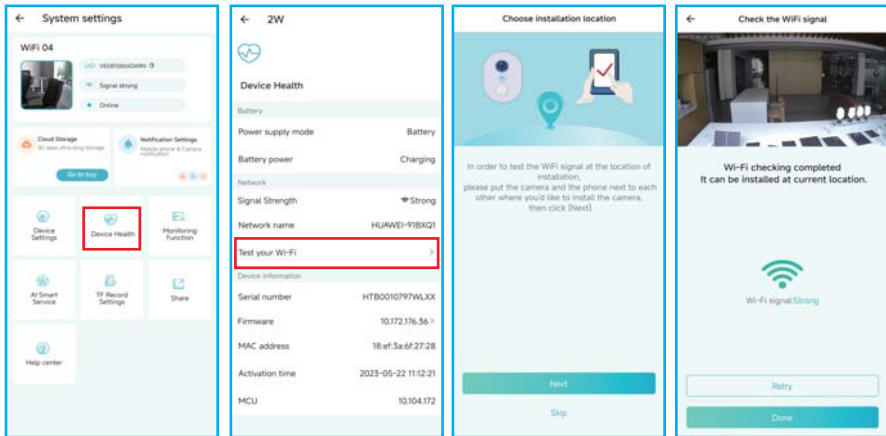 ← System settings
WiFi 04
UID
Signal strong
Online
Cloud Storage
30 days ultra-long storage
Go to buy
Notification Settings
Mobile phone & Camera notification
Device Settings
Device Health
Monitoring Function
AI Smart Service
TF Record Settings
Share
Help center
← 2W
Device Health
Battery
Power supply mode Battery
Battery power Charging
Network
Signal Strength Strong
Network name HUAWEI-91BXQ1
Test your Wi-Fi >
Device information
Serial number HTB0010797WLXX
Firmware 10.172.176.36 >
MAC address 18:ef:3a:6f:27:28
Activation time 2023-05-22 11:12:21
MCU 10.104.172
Choose installation location
In order to test the WiFi signal at the location of
installation,
please put the camera and the phone next to each
other where you'd like to install the camera,
then click [Next]
Next
Skip
← Check the WiFi signal
Wi-Fi checking completed
It can be installed at current location.
Wi-Fi signal:Strong
Retry
Done